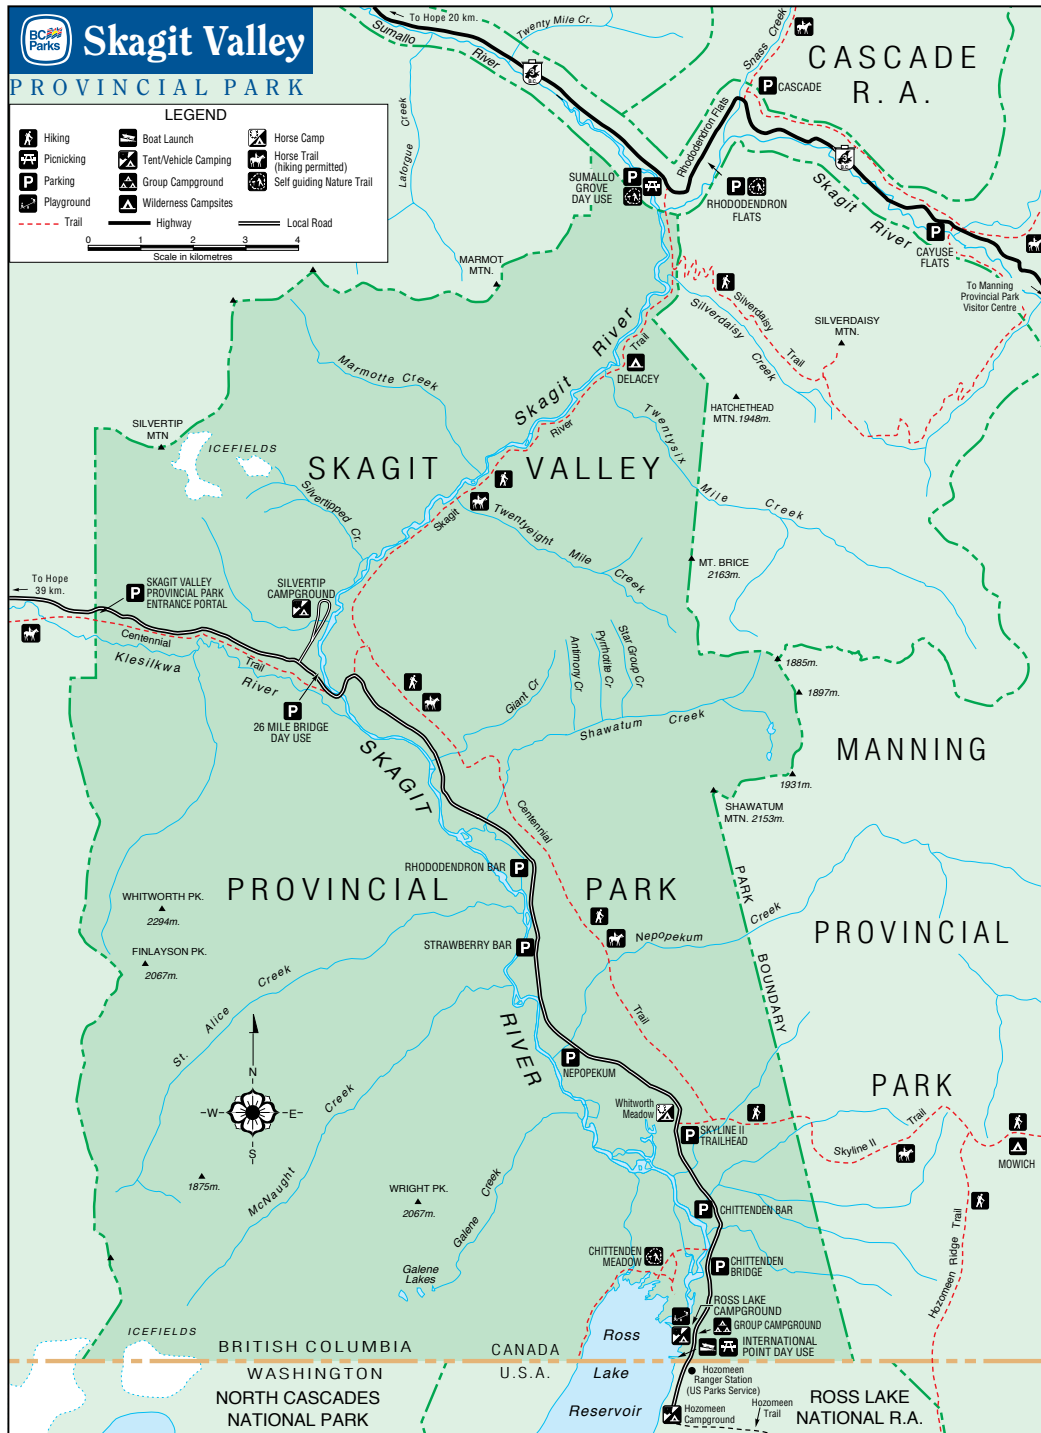 BC
Parks
Skagit Valley
PROVINCIAL PARK
LEGEND
Hiking
Picnicking
Parking
Playground
Boat Launch
Tent/Vehicle Camping
Group Campground
Wilderness Campsites
Horse Camp
Horse Trail
(hiking permitted)
Self guiding Nature Trail
Trail
Highway
Local Road
0 1 2 3 4
Scale in kilometres
To Hope 20 km.
Sumallo
River
Twenty Mile Cr.
Snass Creek
CASCADE
R. A.
CASCADE
Laforgue Creek
Rhododendron Flats
SUMALLO
GROVE
DAY USE
RHODODENDRON
FLATS
Skagit
River
CAYUSE
FLATS
To Manning
Provincial Park
Visitor Centre
MARMOT
MTN.
Silverdaisy
Trail
Silverdaisy
Creek
SILVERDAISY
MTN.
Skagit
River
Trail
DELACEY
Marmotte Creek
HATCHETHEAD
MTN. 1948m.
SILVERTIP
MTN
ICEFIELDS
River
Twentysix
Mile Creek
SKAGIT VALLEY
Silvertipped Cr.
Skagit
Twentyeight Mile Creek
MT. BRICE
2163m.
To Hope
39 km.
SKAGIT VALLEY
PROVINCIAL PARK
ENTRANCE PORTAL
SILVERTIP
CAMPGROUND
Centennial
Trail
Klesilkwa
River
Antimony Cr
Pyrrhotite Cr
Star Group Cr
1885m.
1897m.
Giant Cr
Shawatum Creek
26 MILE BRIDGE
DAY USE
SKAGIT
MANNING
1931m.
SHAWATUM
MTN. 2153m.
Centennial
RHODODENDRON BAR
PARK
BOUNDARY
PROVINCIAL PARK
WHITWORTH PK.
2294m.
Nepopekum
Creek
PROVINCIAL
STRAWBERRY BAR
FINLAYSON PK.
2067m.
St. Alice Creek
Trail
RIVER
N
W
E
S
NEPOPEKUM
PARK
Whitworth
Meadow
SKYLINE II
TRAILHEAD
Skyline II
Trail
MOWICH
McNaught Creek
1875m.
WRIGHT PK.
2067m.
Galene Creek
CHITTENDEN BAR
Hozomeen Ridge Trail
CHITTENDEN
MEADOW
CHITTENDEN
BRIDGE
Galene
Lakes
ROSS LAKE
CAMPGROUND
GROUP CAMPGROUND
INTERNATIONAL
POINT DAY USE
ICEFIELDS
BRITISH COLUMBIA
CANADA
Ross
Lake
Reservoir
WASHINGTON
U.S.A.
NORTH CASCADES
NATIONAL PARK
Hozomeen
Ranger Station
(US Parks Service)
Hozomeen
Campground
Hozomeen
Trail
ROSS LAKE
NATIONAL R.A.